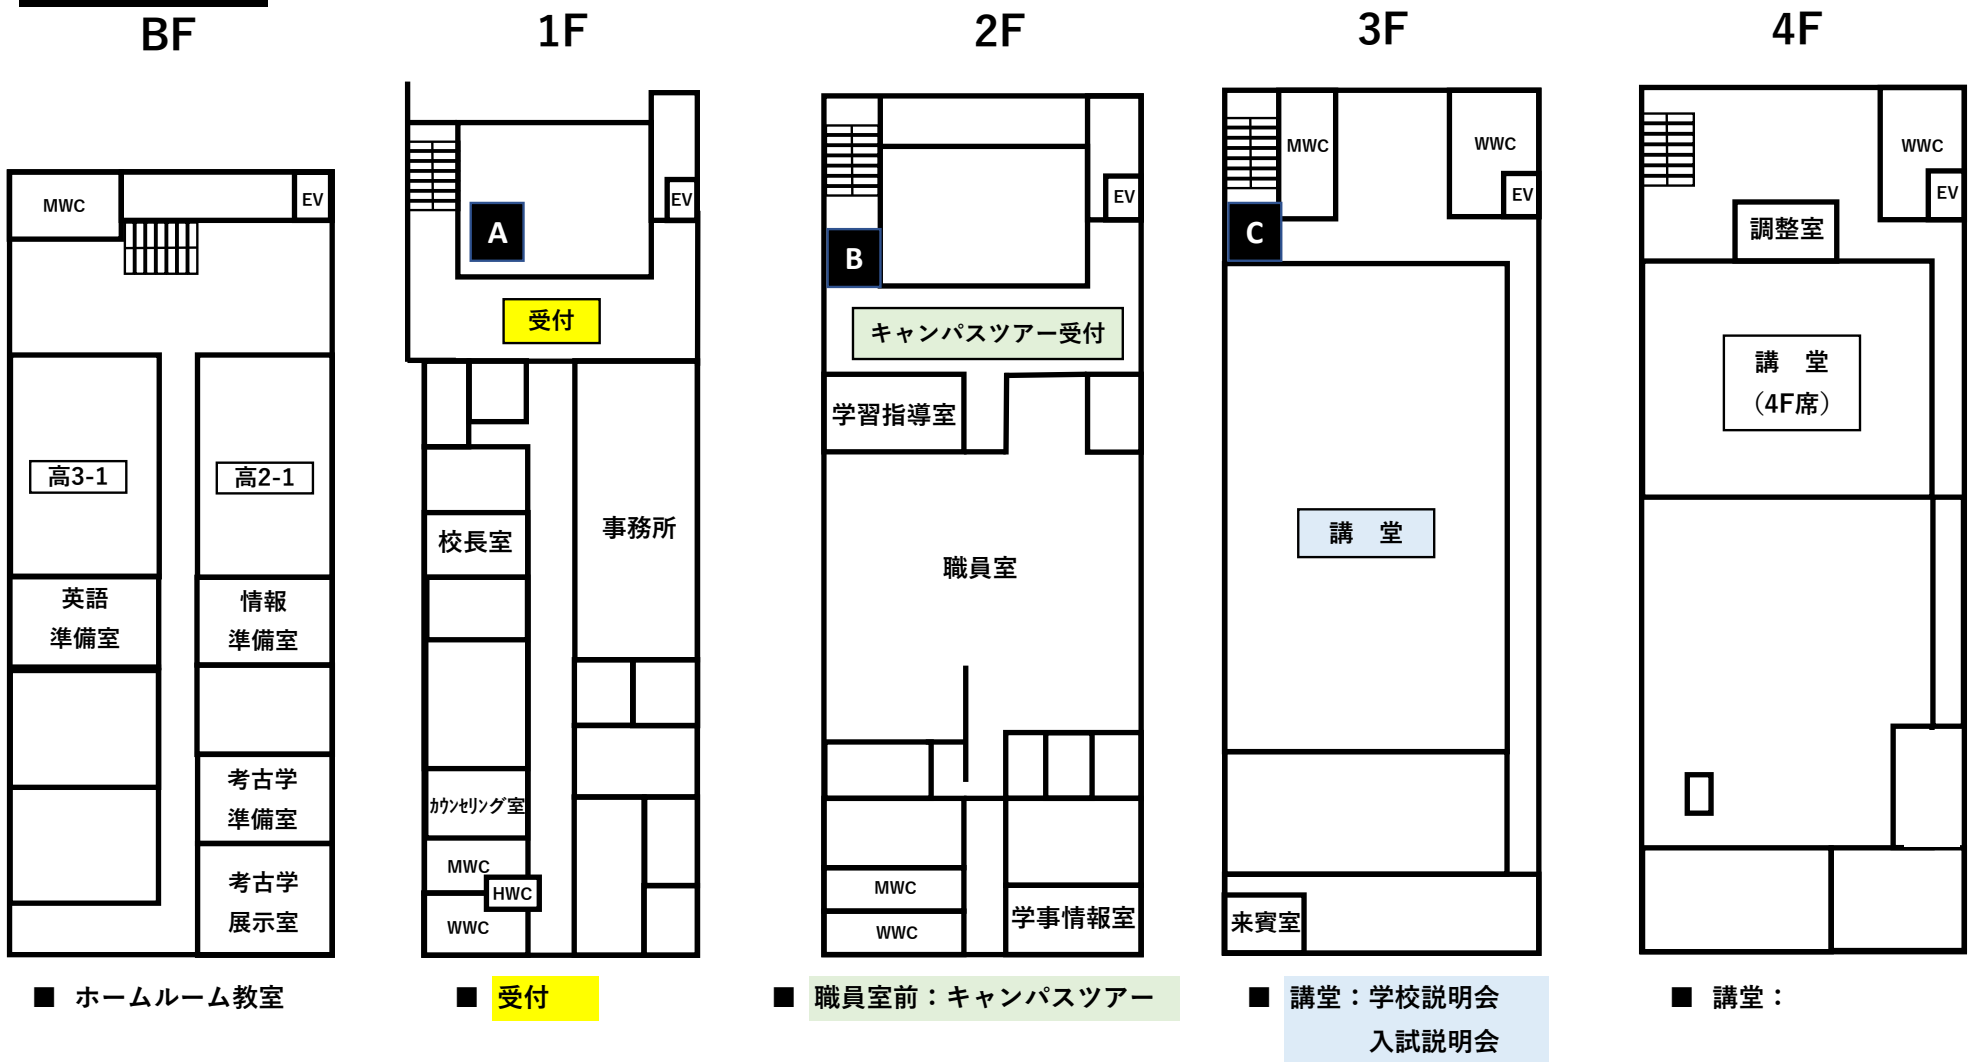 BF
1F
2F
3F
4F
MWC
EV
高3-1
高2-1
英語
準備室
情報
準備室
考古学
準備室
考古学
展示室
■ ホームルーム教室
EV
A
受付
校長室
事務所
ｶｳﾝｾﾘﾝｸﾞ室
MWC
HWC
WWC
■ 受付
EV
B
キャンパスツアー受付
学習指導室
職員室
MWC
WWC
学事情報室
■ 職員室前：キャンパスツアー
MWC
WWC
EV
C
講　堂
来賓室
■ 講堂：学校説明会
入試説明会
WWC
EV
調整室
講　堂
（4F席）
■ 講堂：